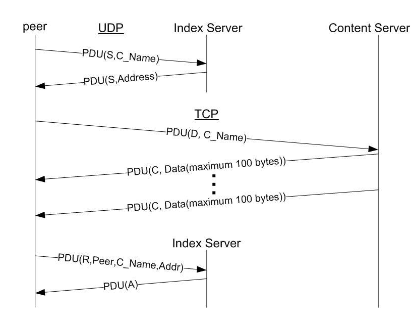 peer UDP Index Server Content Server
PDU(S,C_Name)
PDU(S,Address)
TCP
PDU(D, C_Name)
PDU(C, Data(maximum 100 bytes))
PDU(C, Data(maximum 100 bytes))
Index Server
PDU(R,Peer,C_Name,Addr)
PDU(A)